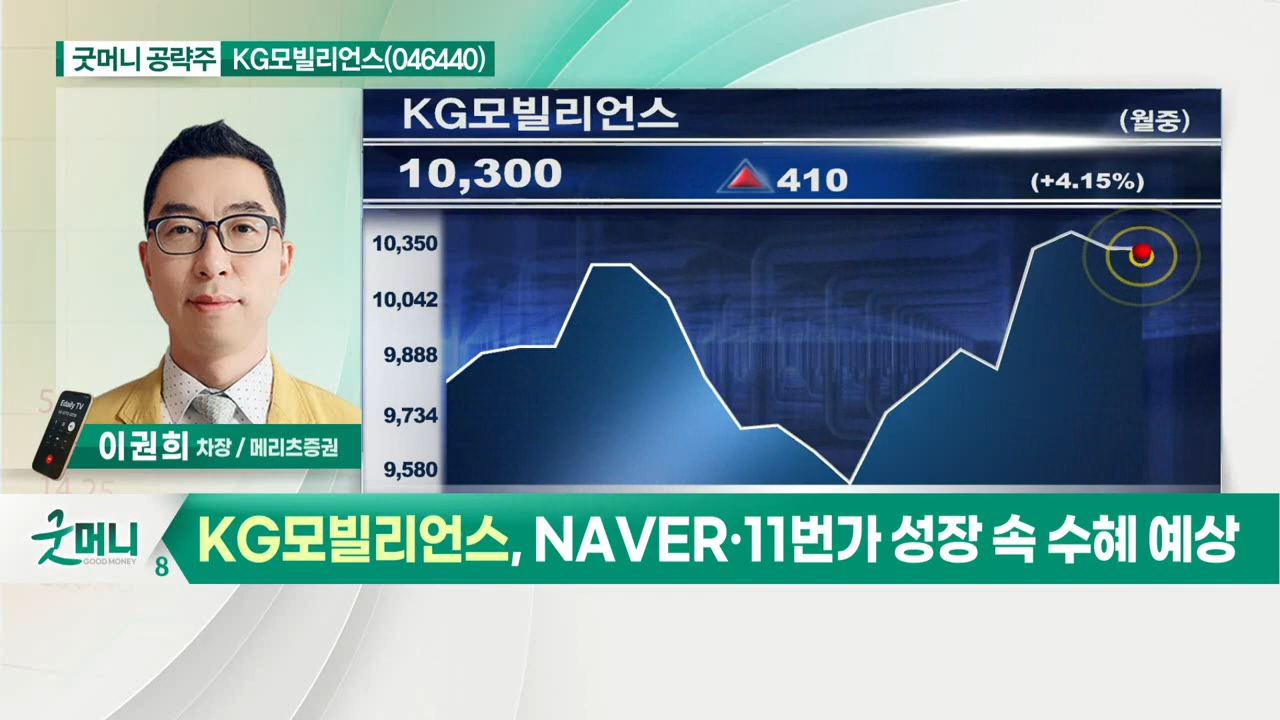 굿머니 공략주 KG모빌리언스(046440)
KG모빌리언스 (월중)
10,300 ▲410 (+4.15%)
10,350
10,042
9,888
9,734
9,580
Edaily TV
이권희 차장 / 메리츠증권
14.25
굿머니
GOOD MONEY
8
KG모빌리언스, NAVER·11번가 성장 속 수혜 예상